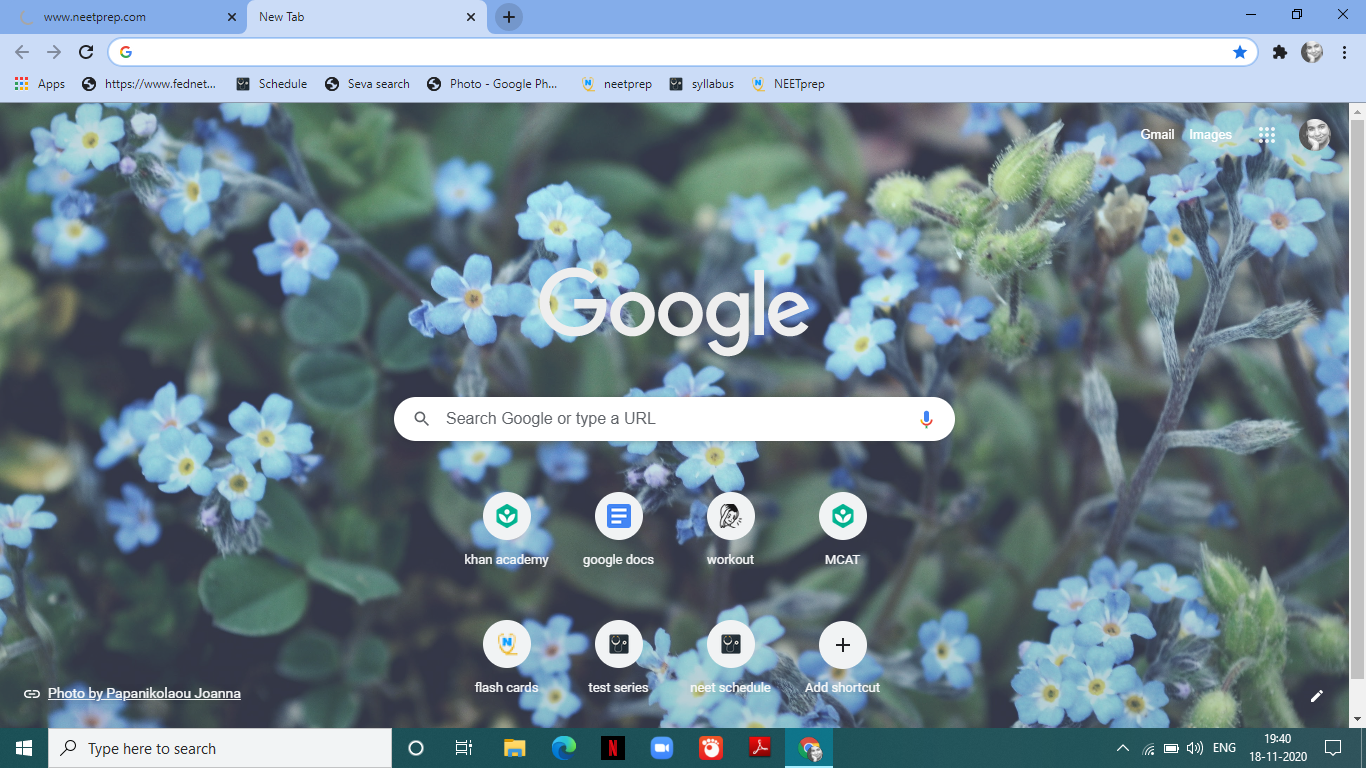 www.neetprep.com
New Tab
Apps
https://www.fednet...
Schedule
Seva search
Photo - Google Ph...
neetprep
syllabus
NEETprep
Gmail
Images
Google
Search Google or type a URL
khan academy
google docs
workout
MCAT
flash cards
test series
neet schedule
Add shortcut
Photo by Papanikolaou Joanna
Type here to search
ENG
19:40
18-11-2020